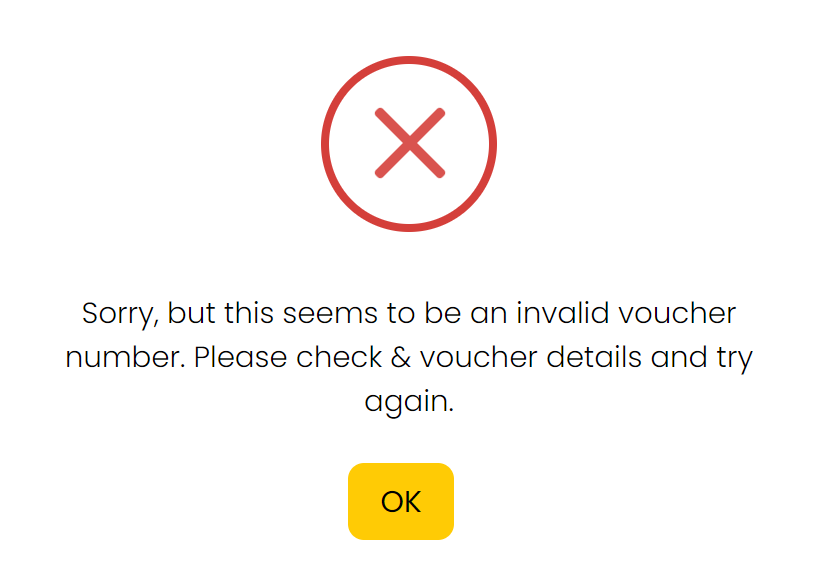 Sorry, but this seems to be an invalid voucher
number. Please check & voucher details and try
again.
OK